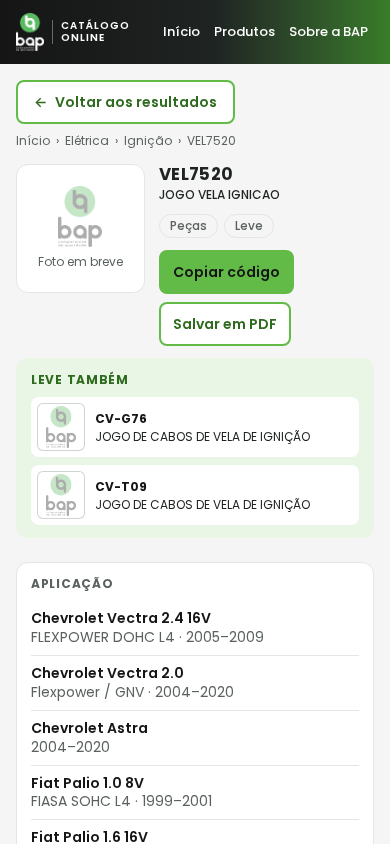 bap
CATÁLOGO
ONLINE
Início Produtos Sobre a BAP
← Voltar aos resultados
Início › Elétrica › Ignição › VEL7520
bap
Foto em breve
VEL7520
JOGO VELA IGNICAO
Peças Leve
Copiar código
Salvar em PDF
LEVE TAMBÉM
bap
CV-G76
JOGO DE CABOS DE VELA DE IGNIÇÃO
bap
CV-T09
JOGO DE CABOS DE VELA DE IGNIÇÃO
APLICAÇÃO
Chevrolet Vectra 2.4 16V
FLEXPOWER DOHC L4 · 2005–2009
Chevrolet Vectra 2.0
Flexpower / GNV · 2004–2020
Chevrolet Astra
2004–2020
Fiat Palio 1.0 8V
FIASA SOHC L4 · 1999–2001
Fiat Palio 1.6 16V